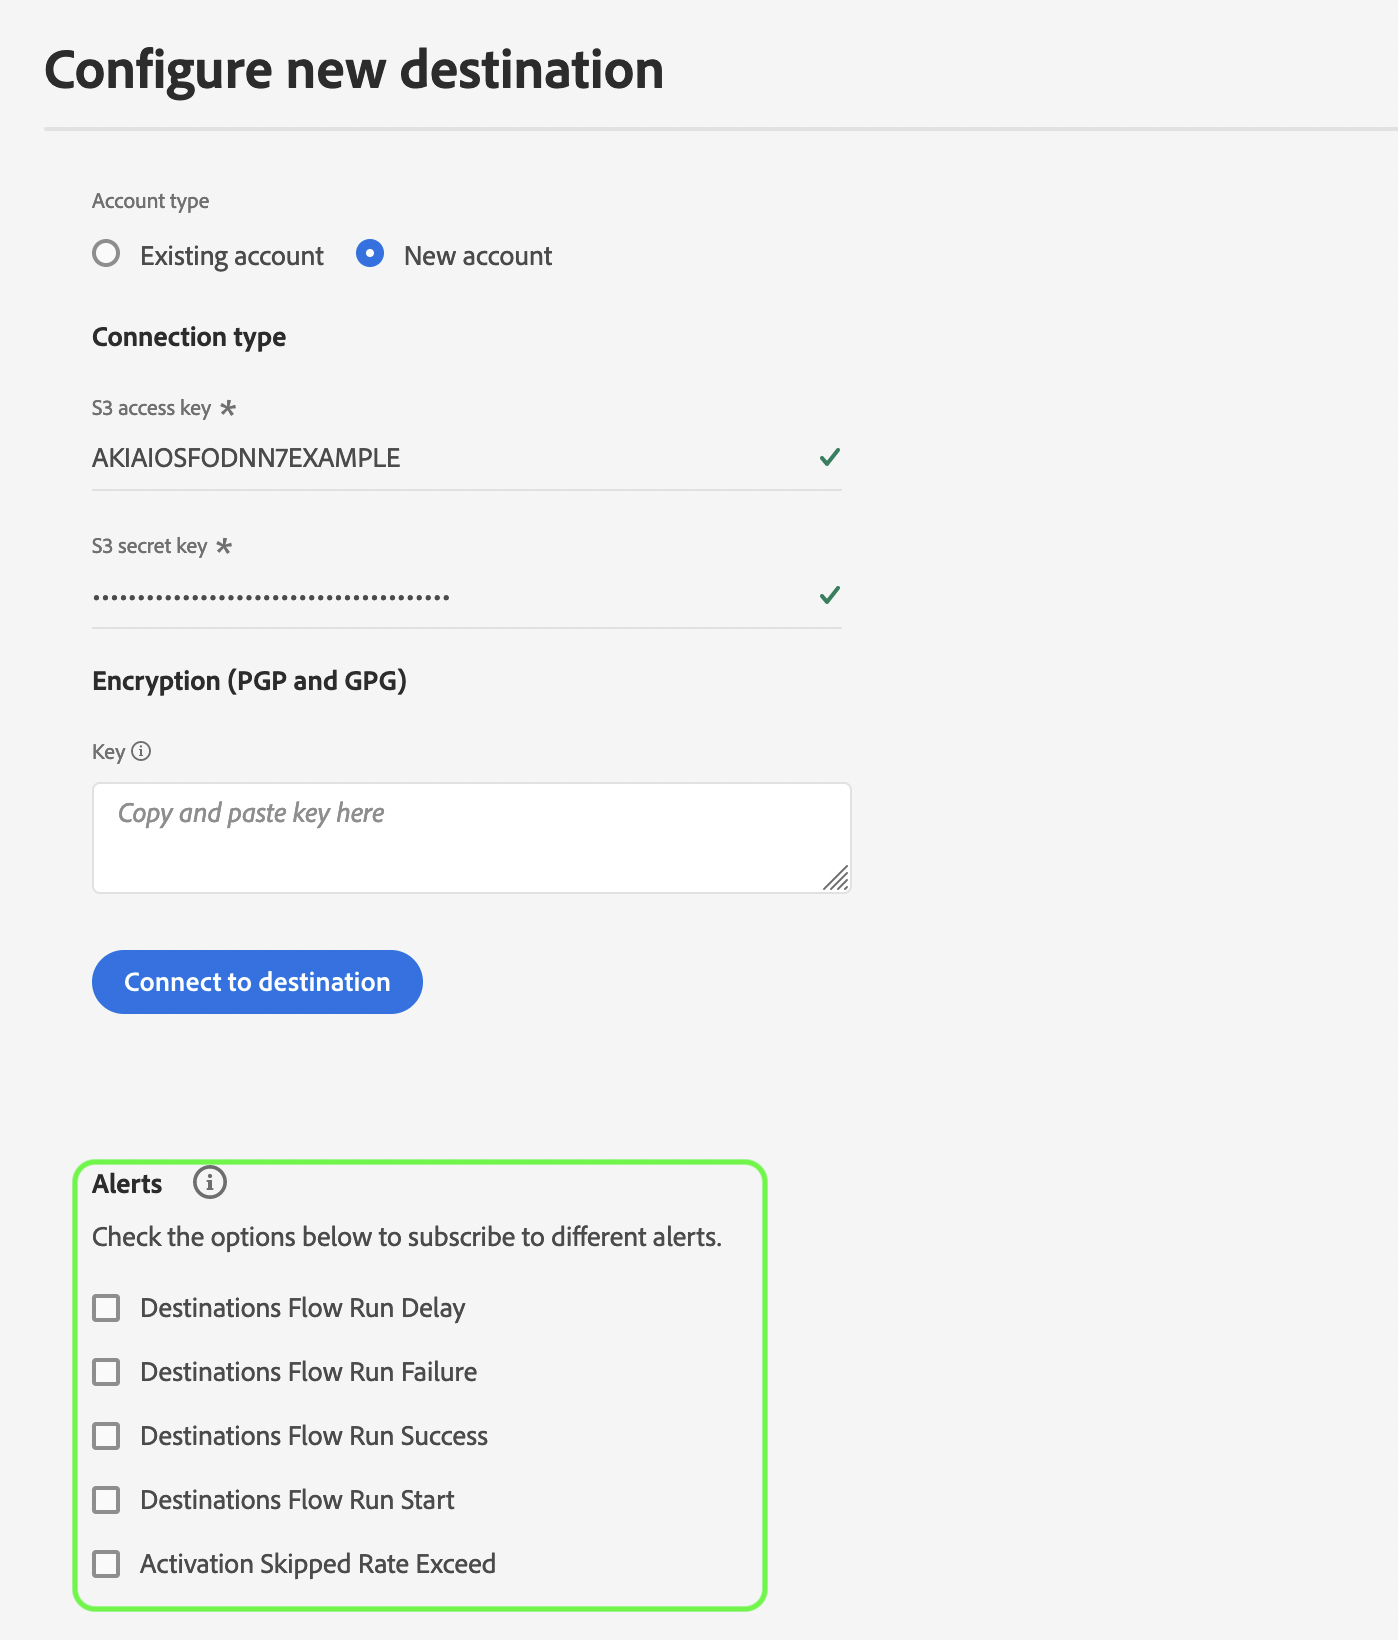 Configure new destination
Account type
Existing account New account
Connection type
S3 access key *
AKIAIOSFODNN7EXAMPLE
S3 secret key *
••••••••••••••••••••••••••••••••••••••••
Encryption (PGP and GPG)
Key
Copy and paste key here
Connect to destination
Alerts
Check the options below to subscribe to different alerts.
Destinations Flow Run Delay
Destinations Flow Run Failure
Destinations Flow Run Success
Destinations Flow Run Start
Activation Skipped Rate Exceed